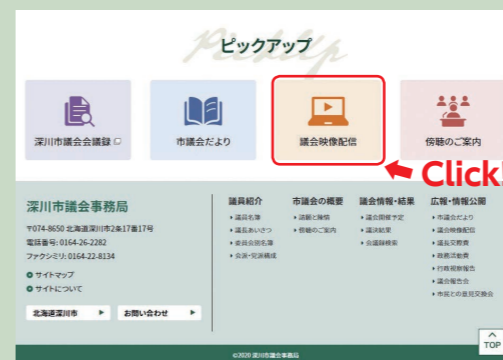 PickUp
ピックアップ
深川市議会会議録
市議会だより
議会映像配信
傍聴のご案内
Click!
深川市議会事務局
〒074-8650 北海道深川市2条17番17号
電話番号: 0164-26-2282
ファクシミリ: 0164-22-8134
サイトマップ
サイトについて
北海道深川市
お問い合わせ
議員紹介
議員名簿
議長あいさつ
委員会別名簿
会派・党派構成
市議会の概要
請願と陳情
傍聴のご案内
議会情報・結果
議会開催予定
議決結果
会議録検索
広報・情報公開
市議会だより
議会映像配信
議長交際費
政務活動費
行政視察報告
議会報告会
市民との意見交換会
TOP
©2020 深川市議会事務局